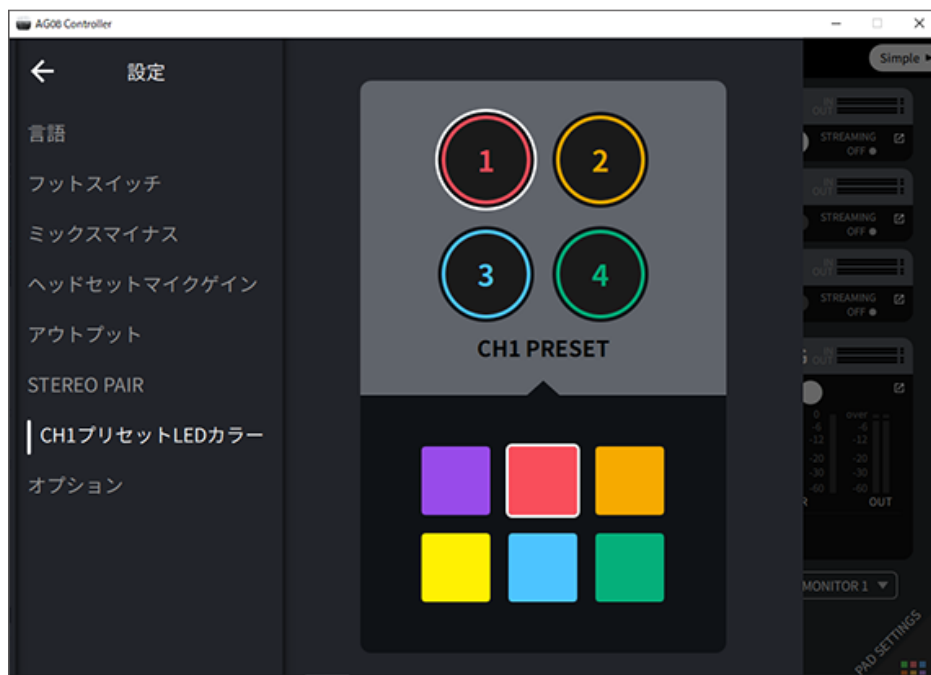 AG08 Controller
設定
言語
フットスイッチ
ミックスマイナス
ヘッドセットマイクゲイン
アウトプット
STEREO PAIR
CH1プリセットLEDカラー
オプション
1 2
3 4
CH1 PRESET
Simple
IN
OUT
STREAMING
OFF
IN
OUT
STREAMING
OFF
IN
OUT
STREAMING
OFF
IN
OUT
0 over
-6 -6
-12 -12
-20 -20
-30 -30
-60 -60
OUT
MONITOR 1
PAD SETTINGS